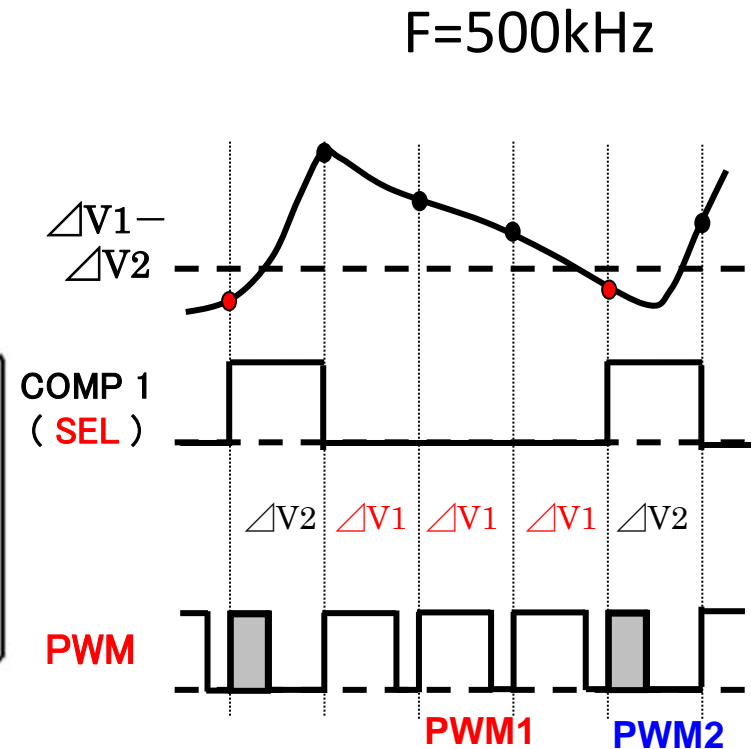 F=500kHz
⊿V1－
⊿V2
COMP 1
( SEL )
⊿V2 ⊿V1 ⊿V1 ⊿V1 ⊿V2
PWM
PWM1 PWM2